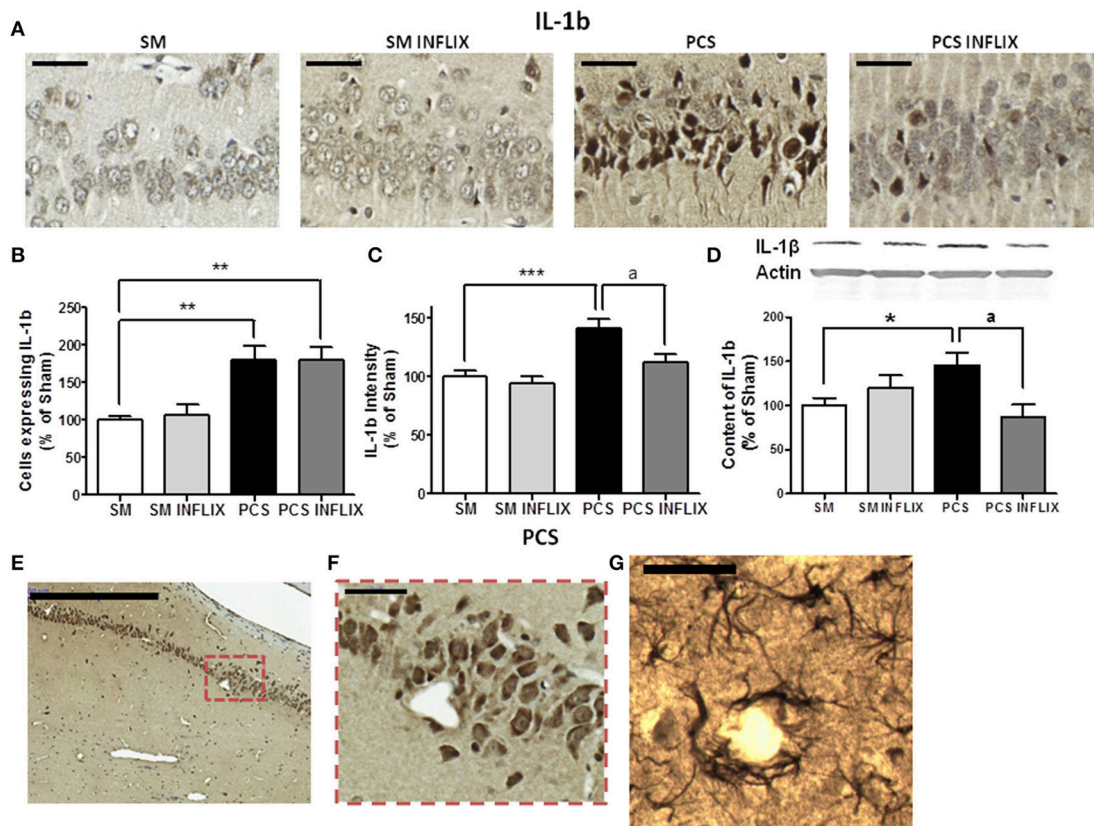 IL-1b
A
SM
SM INFLIX
PCS
PCS INFLIX
B
Cells expressing IL-1b
(% of Sham)
250
200
150
100
50
0
**
**
SM
SM INFLIX
PCS
PCS INFLIX
C
IL-1b Intensity
(% of Sham)
150
100
50
0
***
a
SM
SM INFLIX
PCS
PCS INFLIX
D
IL-1β
Actin
Content of IL-1b
(% of Sham)
200
150
100
50
0
*
a
SM
SM INFLIX
PCS
PCS INFLIX
PCS
E
F
G